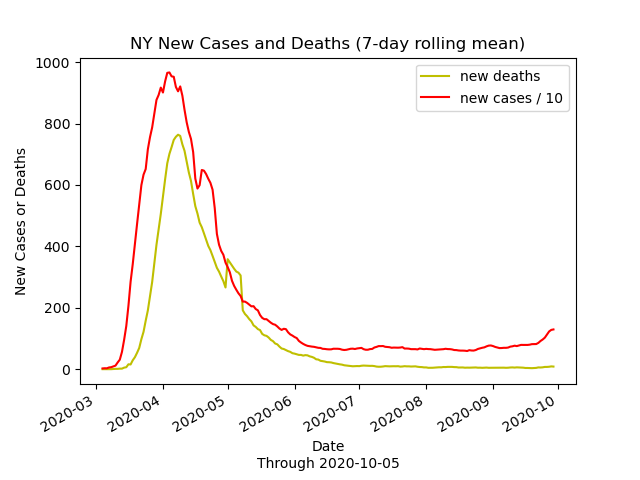 NY New Cases and Deaths (7-day rolling mean)
new deaths
new cases / 10
1000
800
600
400
200
0
New Cases or Deaths
2020-03
2020-04
2020-05
2020-06
2020-07
2020-08
2020-09
2020-10
Date
Through 2020-10-05